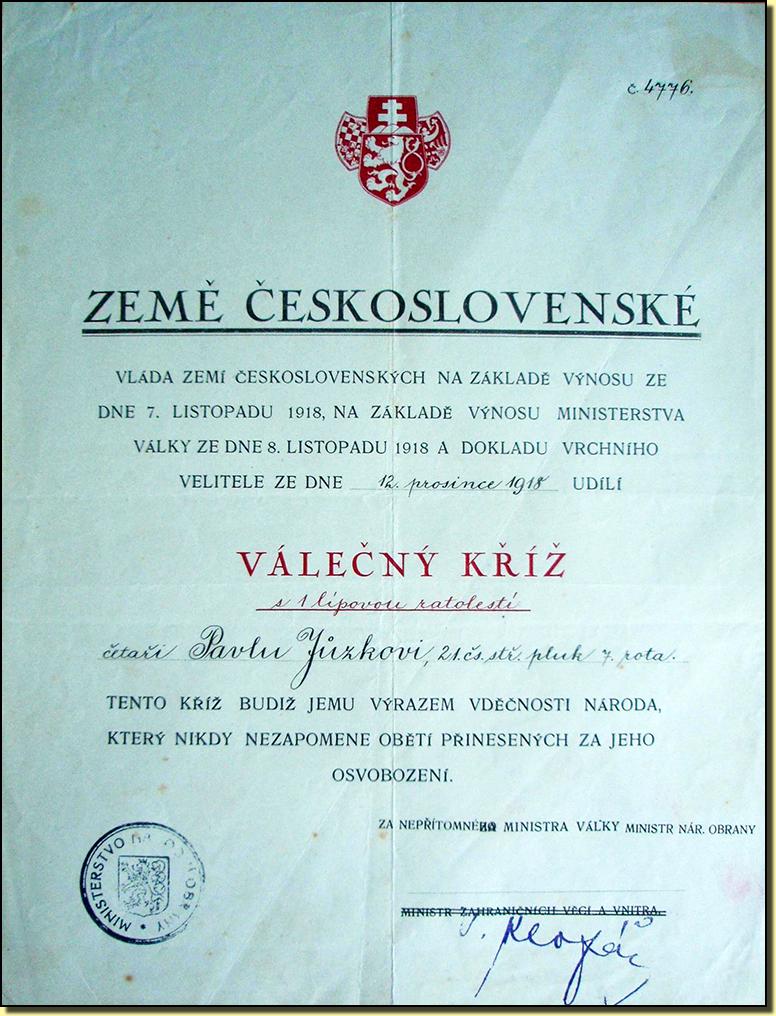 č. 4776.
ZEMĚ ČESKOSLOVENSKÉ
VLÁDA ZEMÍ ČESKOSLOVENSKÝCH NA ZÁKLADĚ VÝNOSU ZE
DNE 7. LISTOPADU 1918, NA ZÁKLADĚ VÝNOSU MINISTERSTVA
VÁLKY ZE DNE 8. LISTOPADU 1918 A DOKLADU VRCHNÍHO
VELITELE ZE DNE 12. prosince 1918 UDÍLÍ
VÁLEČNÝ KŘÍŽ
s 1 lípovou ratolestí
četaři Pavlu Jůzkovi, 21. čs. stř. pluk 7. rota.
TENTO KŘÍŽ BUDIŽ JEMU VÝRAZEM VDĚČNOSTI NÁRODA,
KTERÝ NIKDY NEZAPOMENE OBĚTÍ PŘINESENÝCH ZA JEHO
OSVOBOZENÍ.
ZA NEPŘÍTOMNÉHO MINISTRA VÁĽKY MINISTR NÁR. OBRANY
MINISTERSTVO
MINISTR ZAHRANIČNÍCH VĚCÍ A VNITRA.